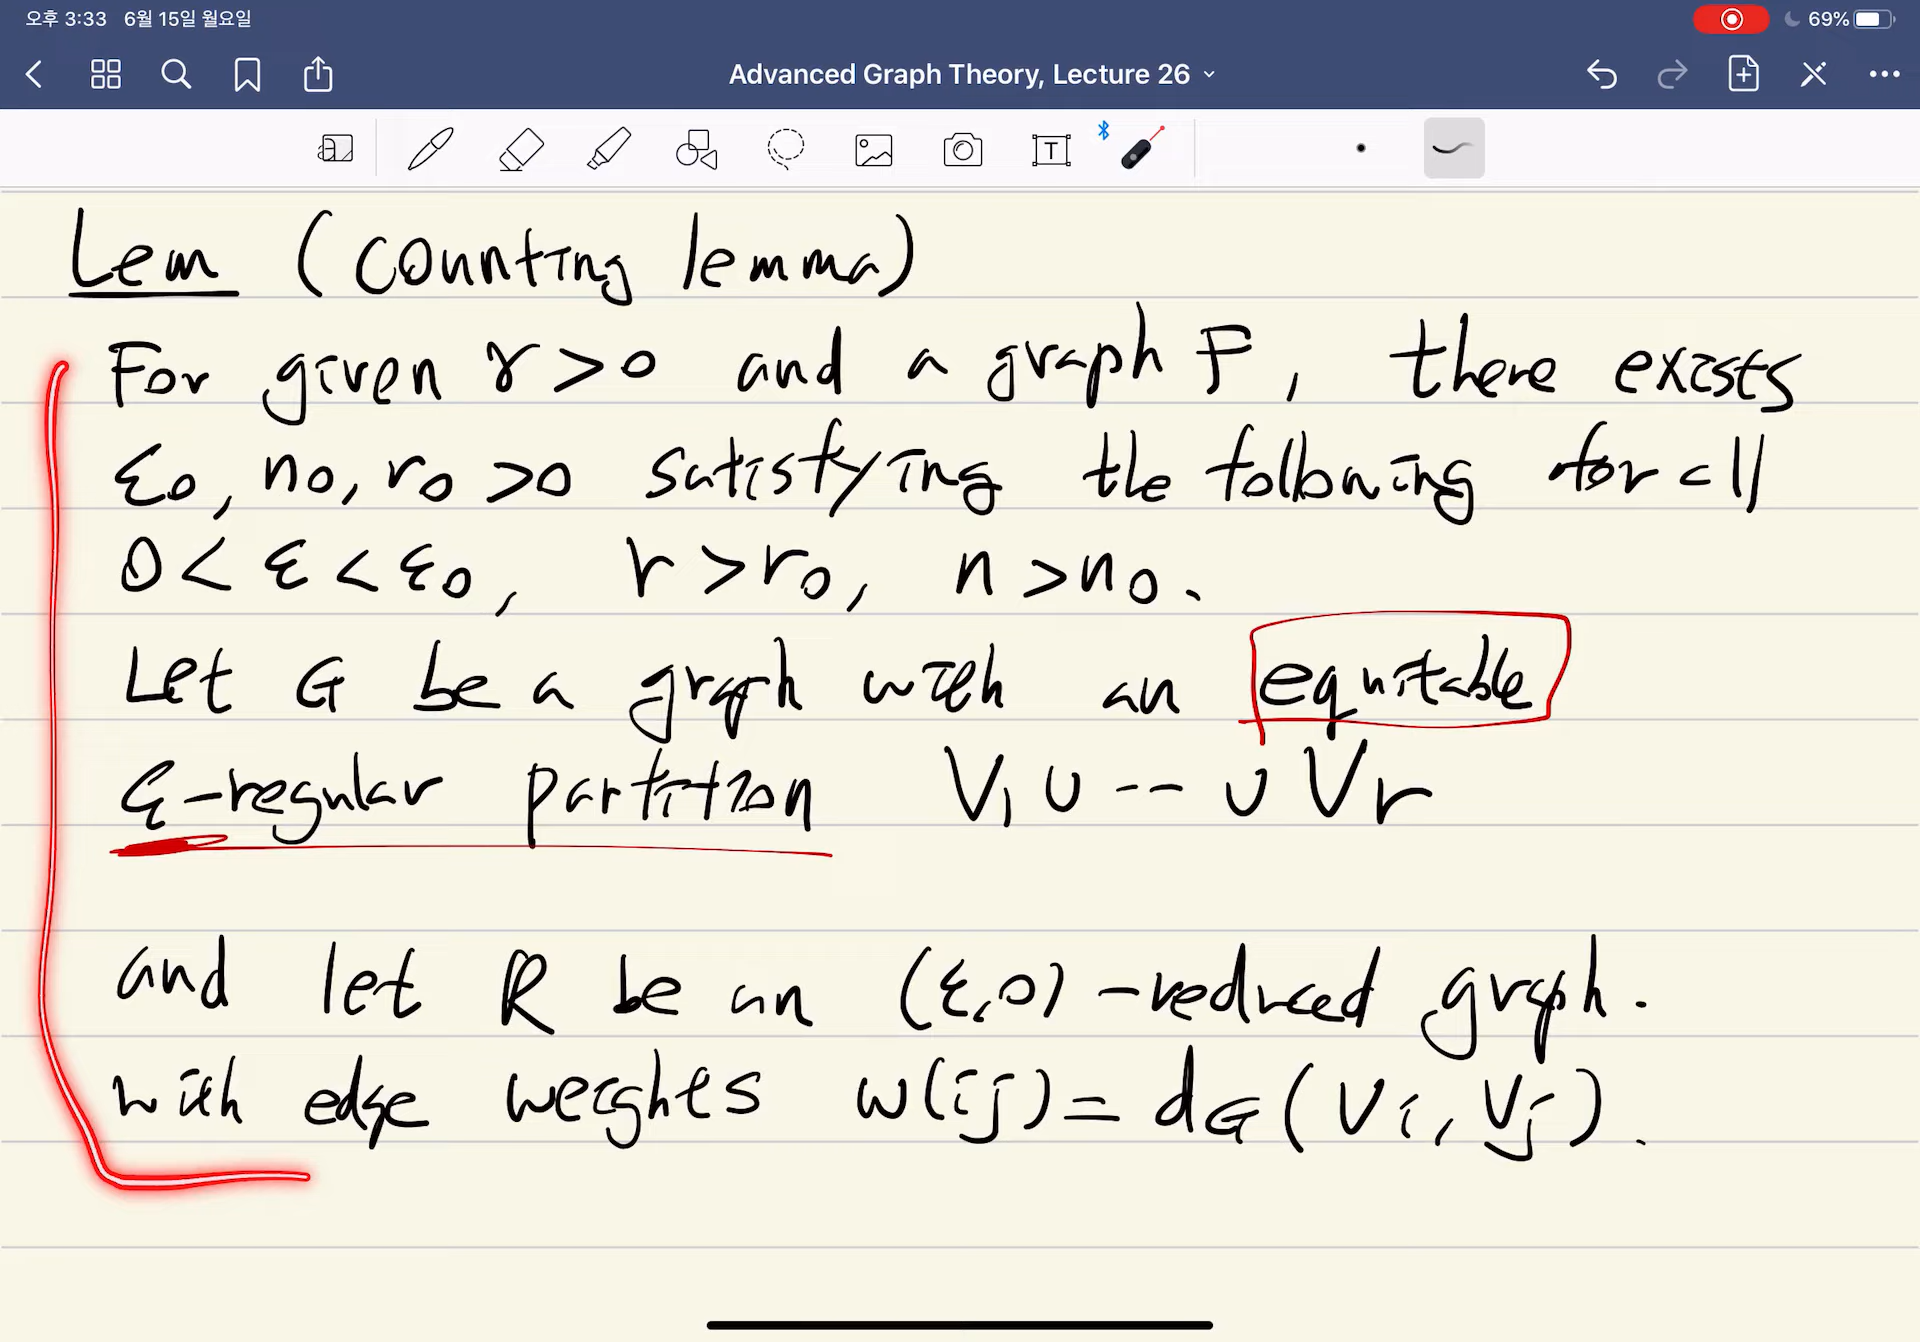 오후 3:33 6월 15일 월요일
69%
Advanced Graph Theory, Lecture 26
Lem (counting lemma)
For given γ>0 and a graph F, there exists
ε₀, n₀, r₀ >0 satisfying the following for all
0 < ε < ε₀, r > r₀, n > n₀.
Let G be a graph with an equitable
ε-regular partition V₁ ∪ -- ∪ Vr
and let R be an (ε,0)-reduced graph.
with edge weights w(ij) = d_G(Vi, Vj).